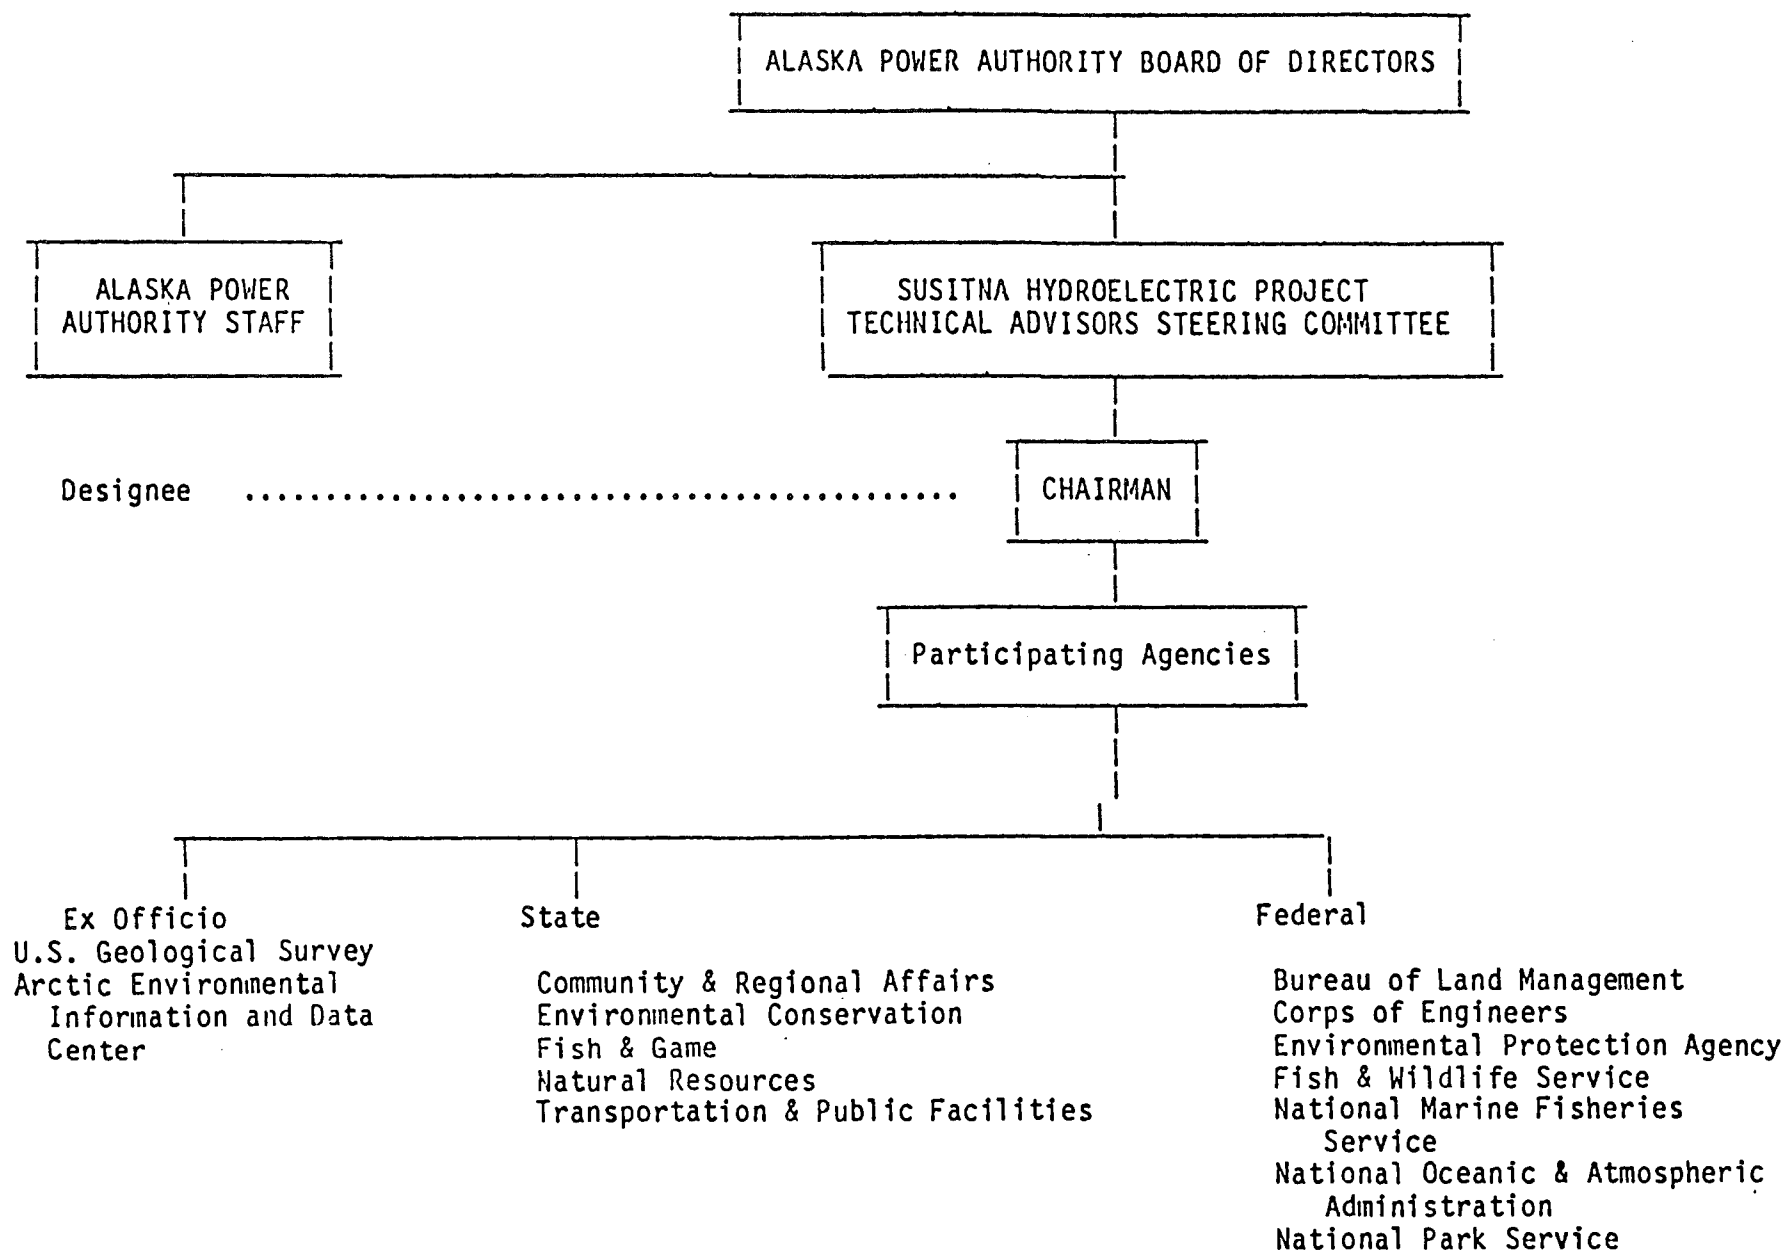 ALASKA POWER AUTHORITY BOARD OF DIRECTORS
ALASKA POWER
AUTHORITY STAFF
SUSITNA HYDROELECTRIC PROJECT
TECHNICAL ADVISORS STEERING COMMITTEE
Designee ............................................ CHAIRMAN
Participating Agencies
Ex Officio
U.S. Geological Survey
Arctic Environmental
Information and Data
Center
State
Community & Regional Affairs
Environmental Conservation
Fish & Game
Natural Resources
Transportation & Public Facilities
Federal
Bureau of Land Management
Corps of Engineers
Environmental Protection Agency
Fish & Wildlife Service
National Marine Fisheries
Service
National Oceanic & Atmospheric
Administration
National Park Service